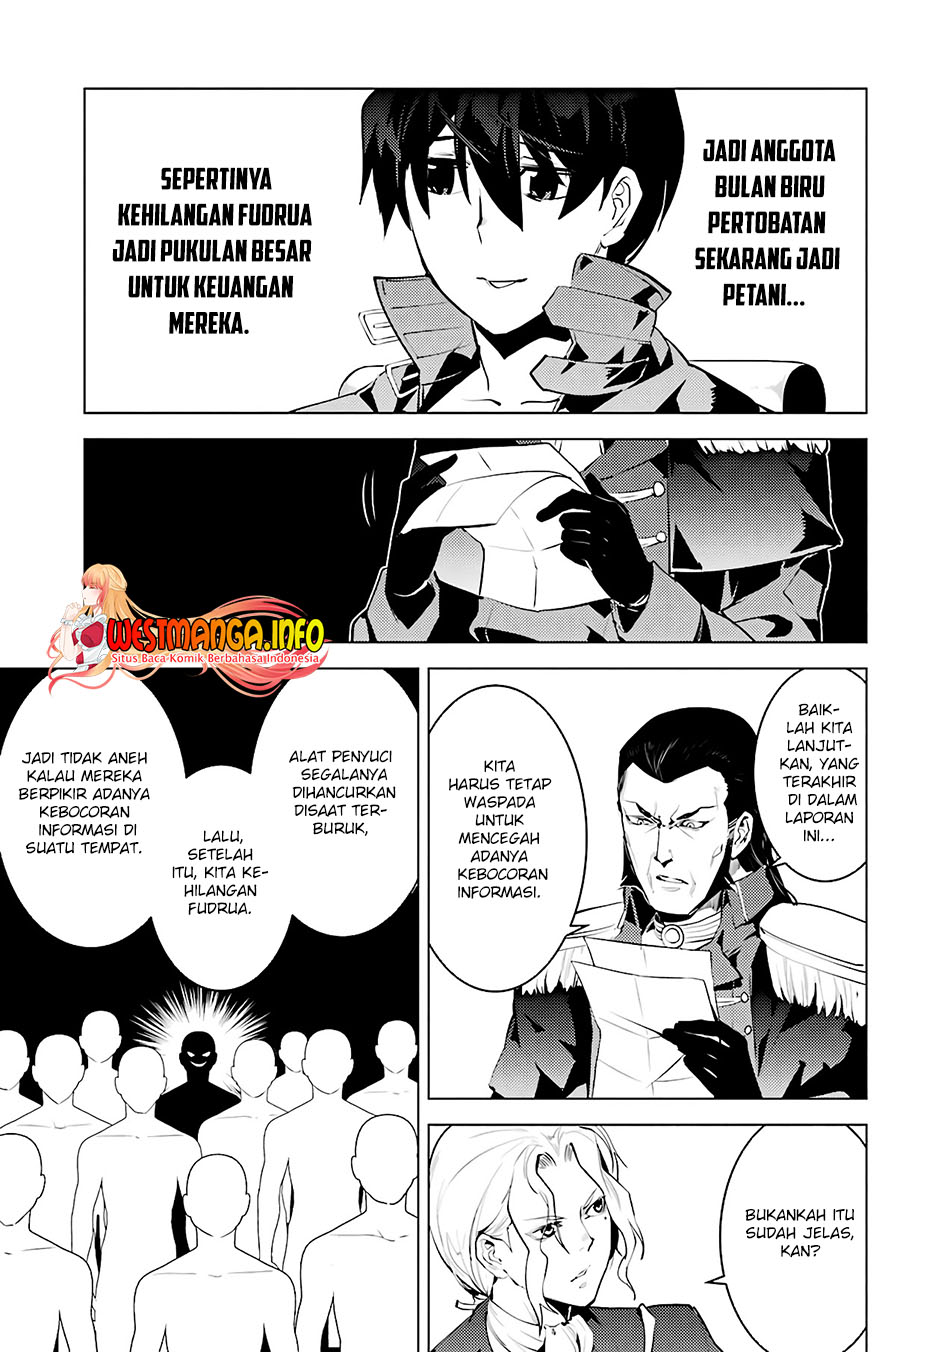 JADI ANGGOTA
BULAN BIRU
PERTOBATAN
SEKARANG JADI
PETANI...
SEPERTINYA
KEHILANGAN FUDRUA
JADI PUKULAN BESAR
UNTUK KEUANGAN
MEREKA.
WESTMANGA.INFO
Situs Baca Komik Berbahasa Indonesia
BAIK-
LAH KITA
LANJUT-
KAN, YANG
TERAKHIR
DI DALAM
LAPORAN
INI...
KITA
HARUS TETAP
WASPADA
UNTUK
MENCEGAH
ADANYA
KEBOCORAN
INFORMASI.
BUKANKAH ITU
SUDAH JELAS,
KAN?
ALAT PENYUCI
SEGALANYA
DIHANCURKAN
DISAAT TER-
BURUK,
LALU,
SETELAH
ITU, KITA KE-
HILANGAN
FUDRUA.
JADI TIDAK ANEH
KALAU MEREKA
BERPIKIR ADANYA
KEBOCORAN
INFORMASI DI
SUATU TEMPAT.